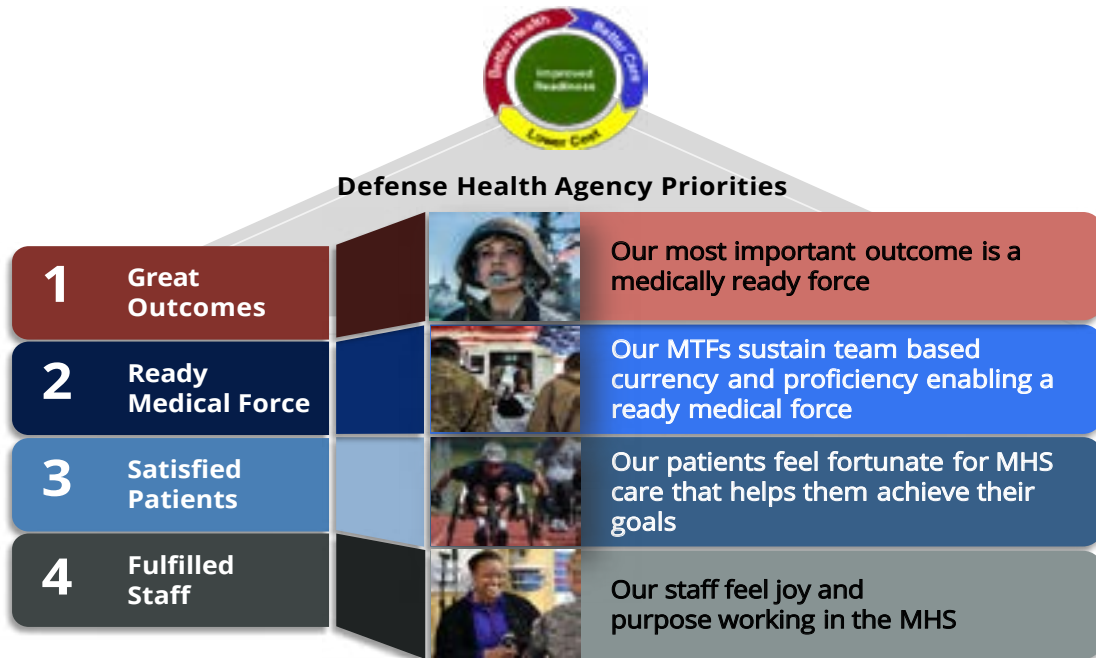 Better Health
Better Care
Improved
Readiness
Lower Cost
Defense Health Agency Priorities
1
Great
Outcomes
Our most important outcome is a
medically ready force
2
Ready
Medical Force
Our MTFs sustain team based
currency and proficiency enabling a
ready medical force
3
Satisfied
Patients
Our patients feel fortunate for MHS
care that helps them achieve their
goals
4
Fulfilled
Staff
Our staff feel joy and
purpose working in the MHS